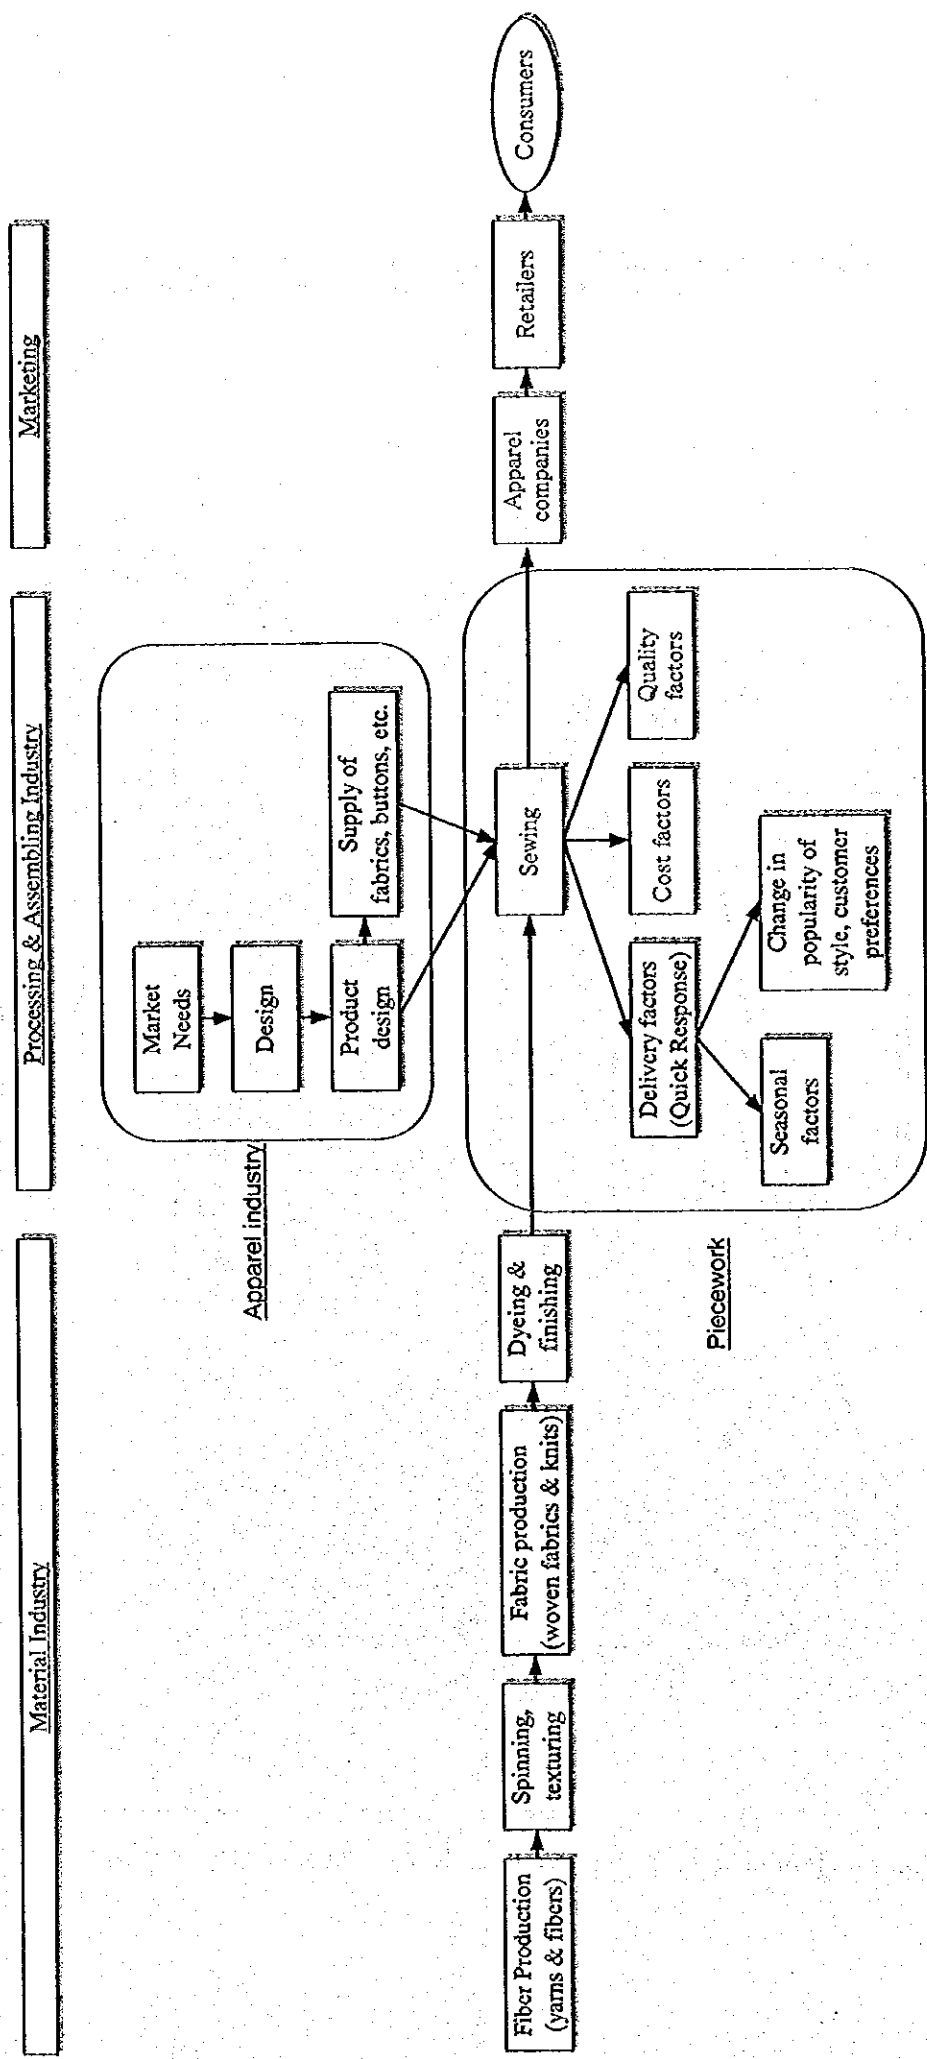 Material Industry
Processing & Assembling Industry
Marketing
Apparel industry
Market
Needs
Design
Product
design
Supply of
fabrics, buttons, etc.
Fiber Production
(yarns & fibers)
Spinning,
texturing
Fabric production
(woven fabrics & knits)
Dyeing &
finishing
Sewing
Apparel
companies
Retailers
Consumers
Piecework
Delivery factors
(Quick Response)
Cost factors
Quality
factors
Seasonal
factors
Change in
popularity of
style, customer
preferences